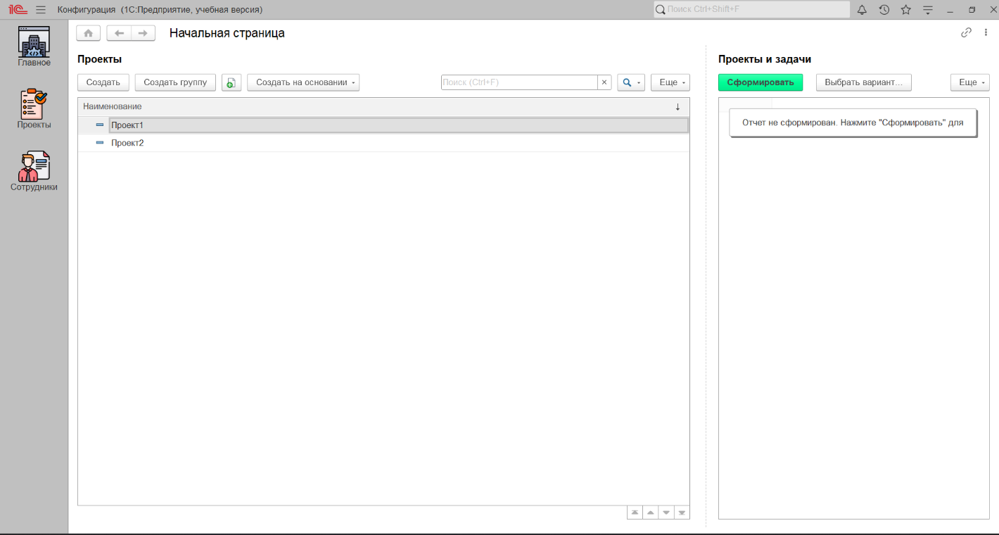 1С Конфигурация (1С:Предприятие, учебная версия) Поиск Ctrl+Shift+F
Главное
Проекты
Сотрудники
Начальная страница
Проекты
Создать Создать группу Создать на основании Поиск (Ctrl+F) × Еще
Наименование ↓
Проект1
Проект2
Проекты и задачи
Сформировать Выбрать вариант... Еще
Отчет не сформирован. Нажмите "Сформировать" для